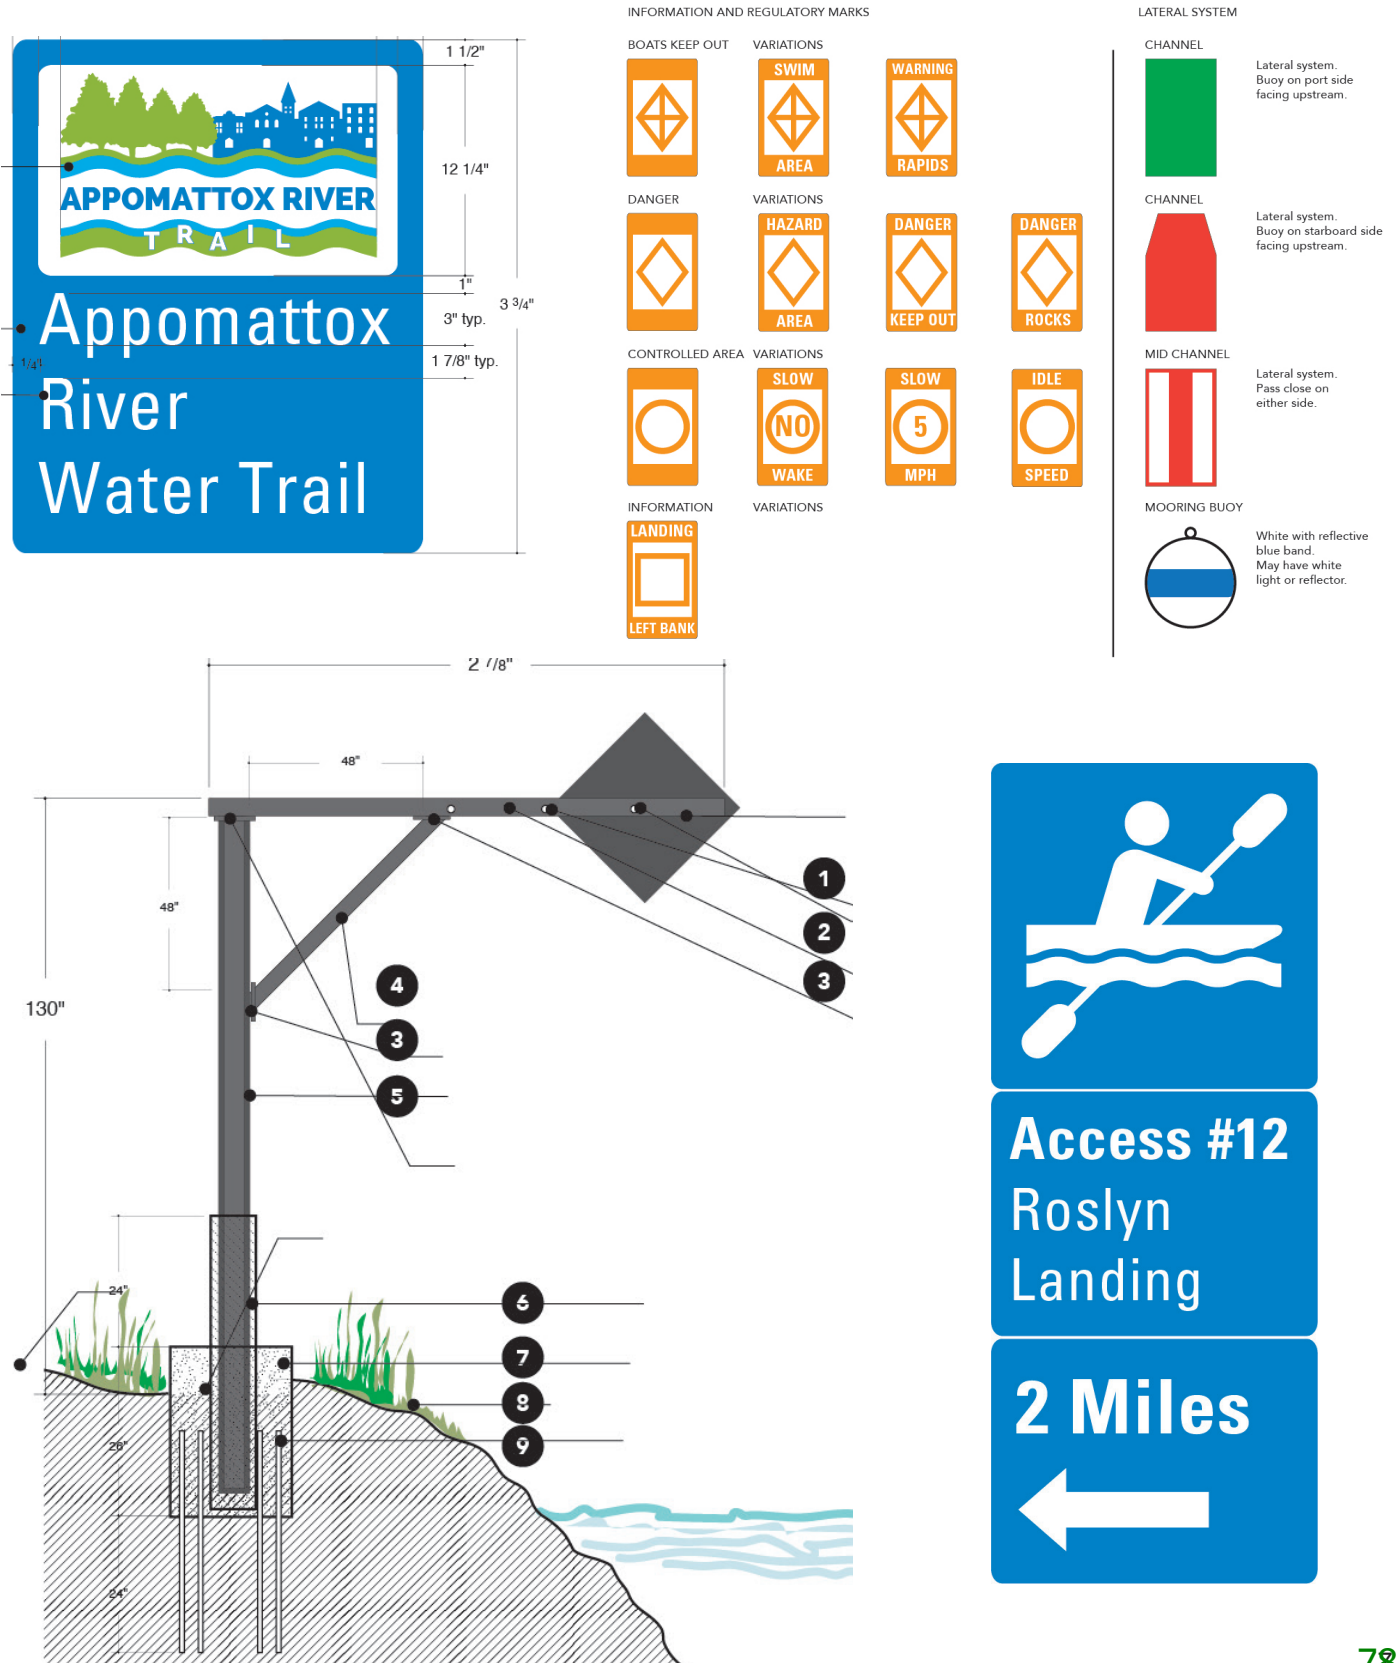 1 1/2"
12 1/4"
APPOMATTOX RIVER
TRAIL
1"
3 3/4"
3" typ.
1/4"
1 7/8" typ.
Appomattox
River
Water Trail
INFORMATION AND REGULATORY MARKS
BOATS KEEP OUT VARIATIONS
SWIM
AREA
WARNING
RAPIDS
DANGER VARIATIONS
HAZARD
AREA
DANGER
KEEP OUT
DANGER
ROCKS
CONTROLLED AREA VARIATIONS
SLOW
NO
WAKE
SLOW
5
MPH
IDLE
SPEED
INFORMATION VARIATIONS
LANDING
LEFT BANK
LATERAL SYSTEM
CHANNEL
Lateral system.
Buoy on port side
facing upstream.
CHANNEL
Lateral system.
Buoy on starboard side
facing upstream.
MID CHANNEL
Lateral system.
Pass close on
either side.
MOORING BUOY
White with reflective
blue band.
May have white
light or reflector.
2 7/8"
48"
48"
130"
1
2
3
4
3
5
24"
6
7
8
9
26"
24"
Access #12
Roslyn
Landing
2 Miles